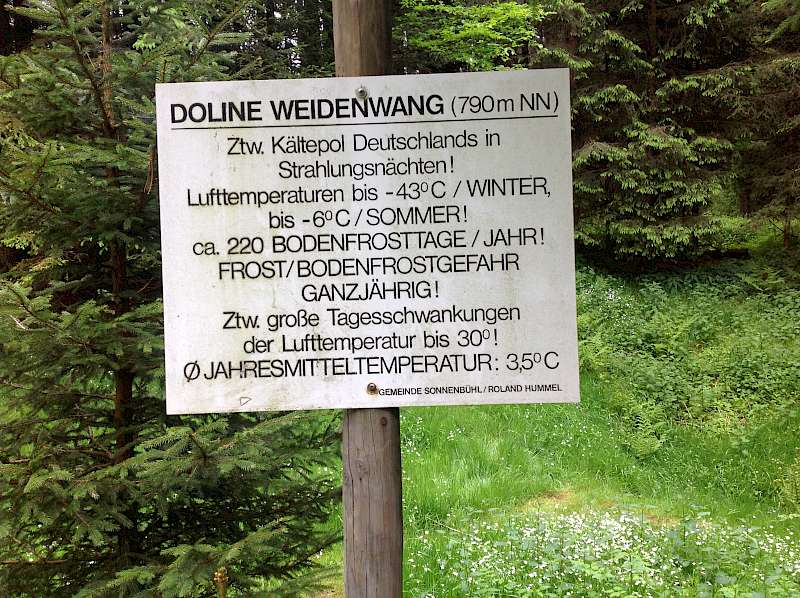 DOLINE WEIDENWANG (790m NN)
Ztw. Kältepol Deutschlands in
Strahlungsnächten!
Lufttemperaturen bis -43°C / WINTER,
bis -6°C / SOMMER!
ca. 220 BODENFROSTTAGE / JAHR!
FROST/BODENFROSTGEFAHR
GANZJÄHRIG!
Ztw. große Tagesschwankungen
der Lufttemperatur bis 30°!
Ø JAHRESMITTELTEMPERATUR: 3,5°C
GEMEINDE SONNENBÜHL/ROLAND HUMMEL